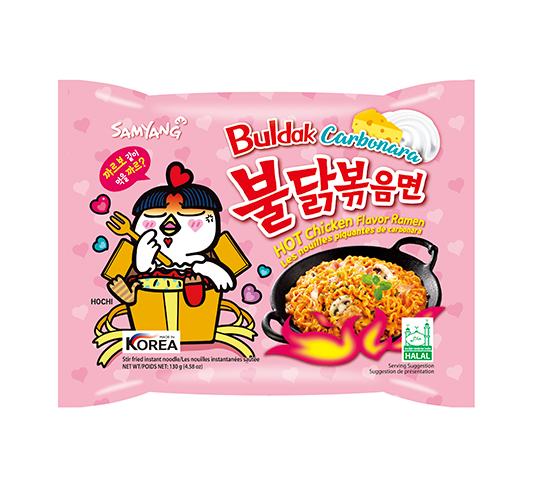 SAMYANG
까르보 같이
먹을 까르?
Buldak Carbonara
불닭볶음면
HOT Chicken Flavor Ramen
Les nouilles piquantes de carbonara
HOCHI
MADE IN
KOREA
Stir fried instant noodle/Les nouilles instantanées sautée
NET WT/POIDS NET: 130 g (4.58 oz)
HALAL
Serving Suggestion
Suggestion de présentation